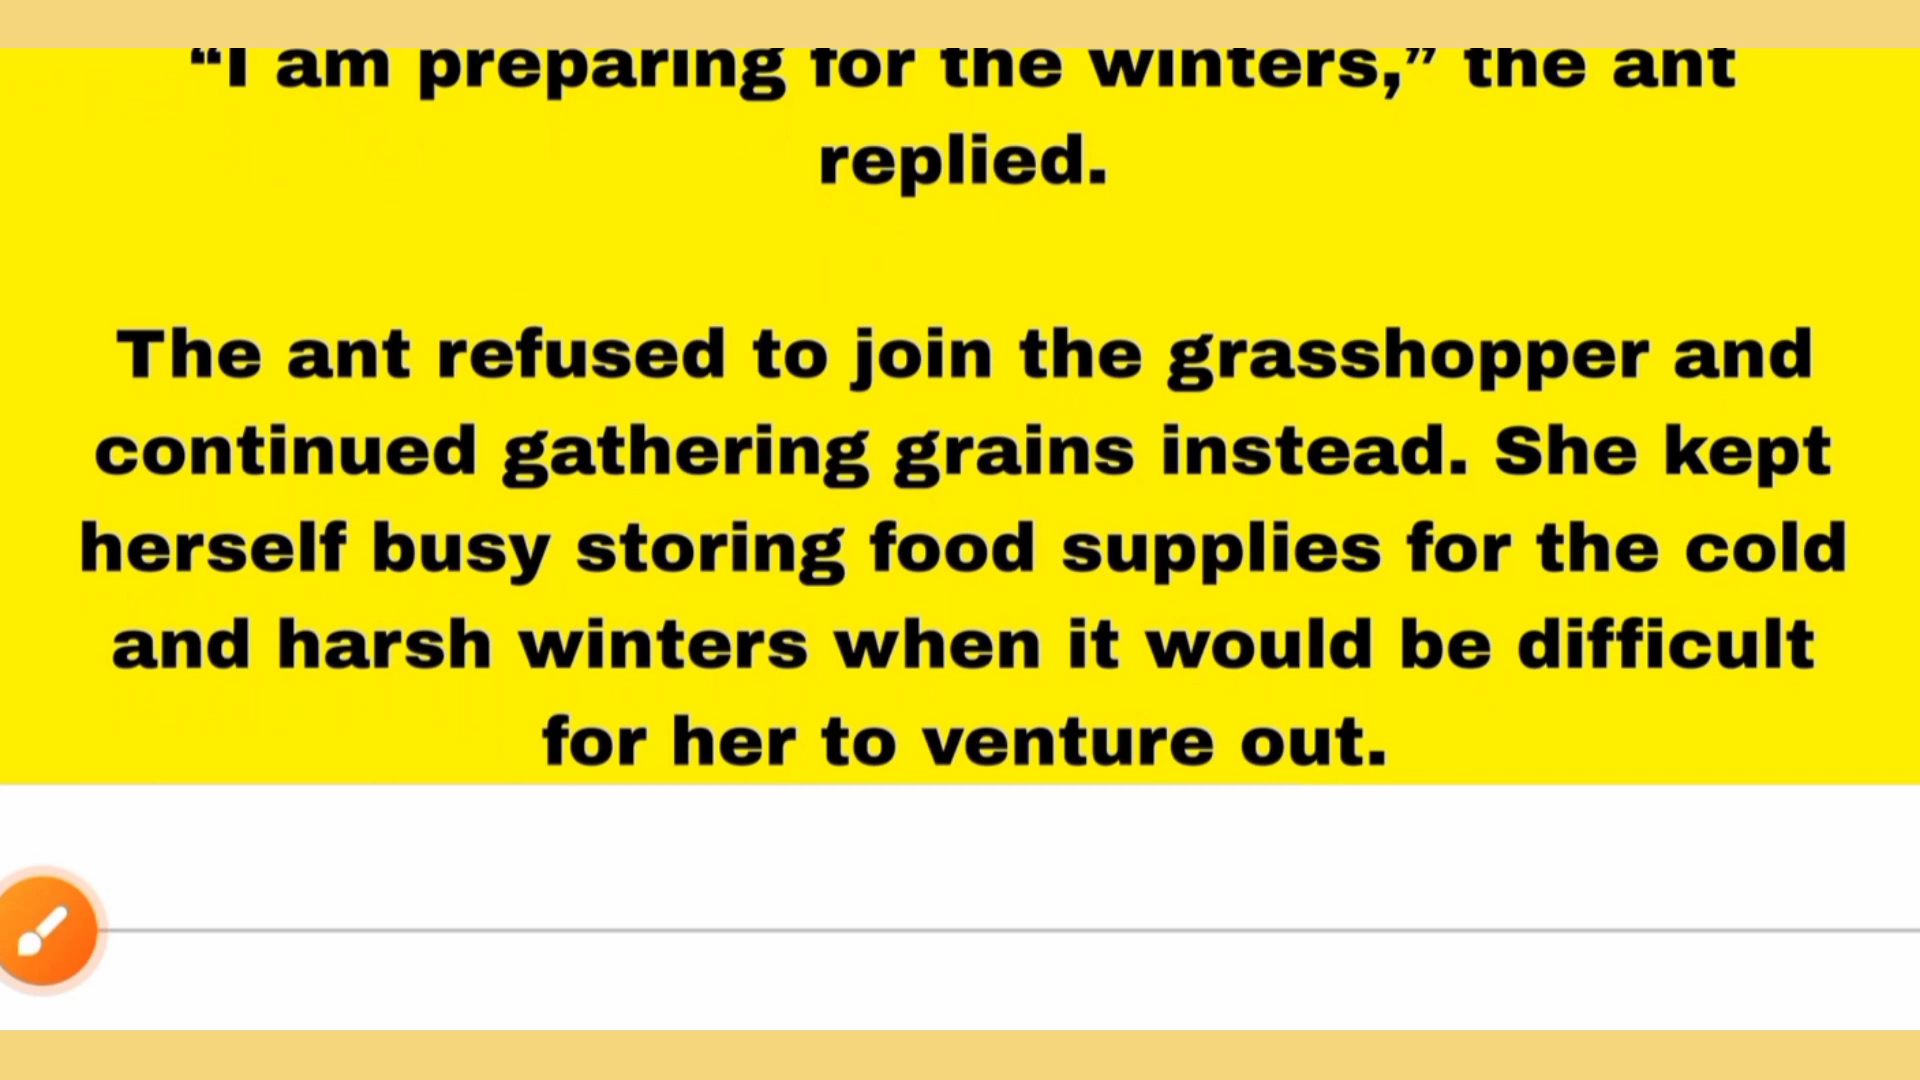 “I am preparing for the winters,” the ant
replied.
The ant refused to join the grasshopper and
continued gathering grains instead. She kept
herself busy storing food supplies for the cold
and harsh winters when it would be difficult
for her to venture out.